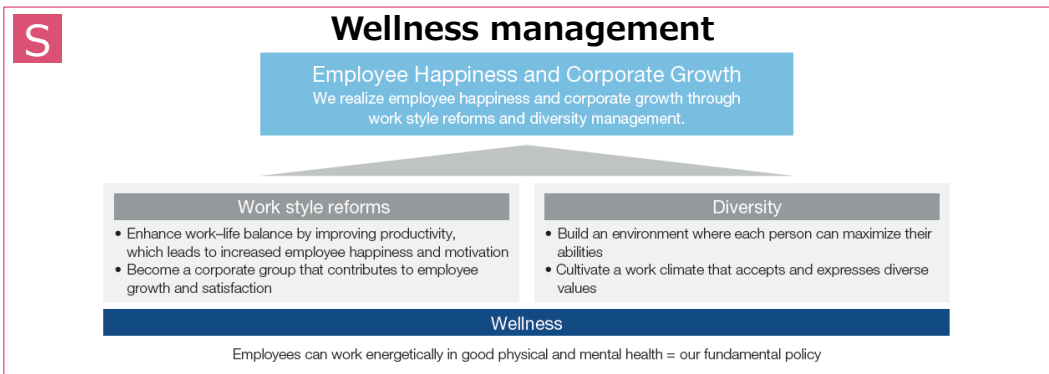 S
Wellness management
Employee Happiness and Corporate Growth
We realize employee happiness and corporate growth through
work style reforms and diversity management.
Work style reforms
• Enhance work–life balance by improving productivity,
which leads to increased employee happiness and motivation
• Become a corporate group that contributes to employee
growth and satisfaction
Diversity
• Build an environment where each person can maximize their
abilities
• Cultivate a work climate that accepts and expresses diverse
values
Wellness
Employees can work energetically in good physical and mental health = our fundamental policy